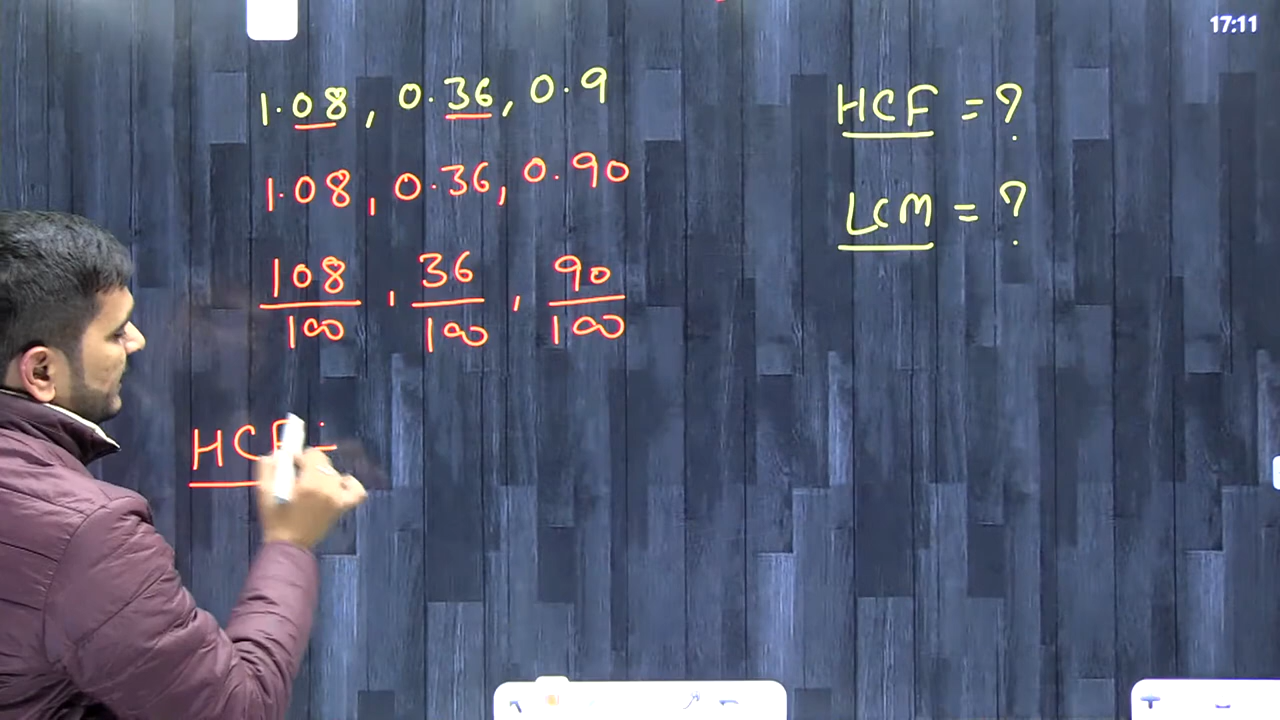 17:11
1.08, 0.36, 0.9
HCF = ?
1.08, 0.36, 0.90
LCM = ?
108/100, 36/100, 90/100
HCF